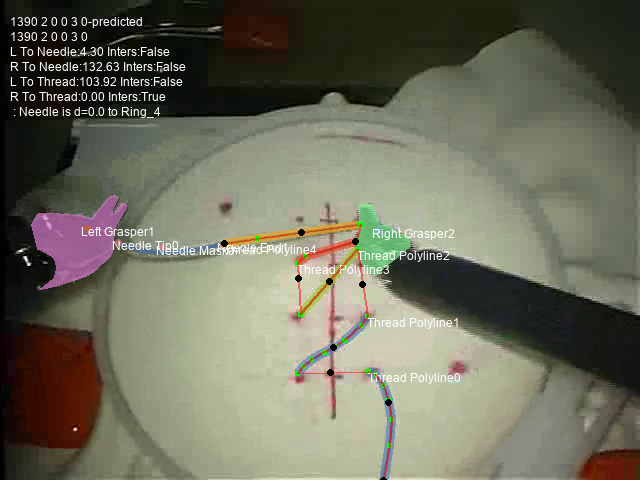 1390 2 0 0 3 0-predicted
1390 2 0 0 3 0
L To Needle:4.30 Inters:False
R To Needle:132.63 Inters:False
L To Thread:103.92 Inters:False
R To Thread:0.00 Inters:True
: Needle is d=0.0 to Ring_4
Left Grasper1
Right Grasper2
Needle Tip0
Thread Polyline4
Thread Polyline2
Thread Polyline3
Thread Polyline1
Thread Polyline0